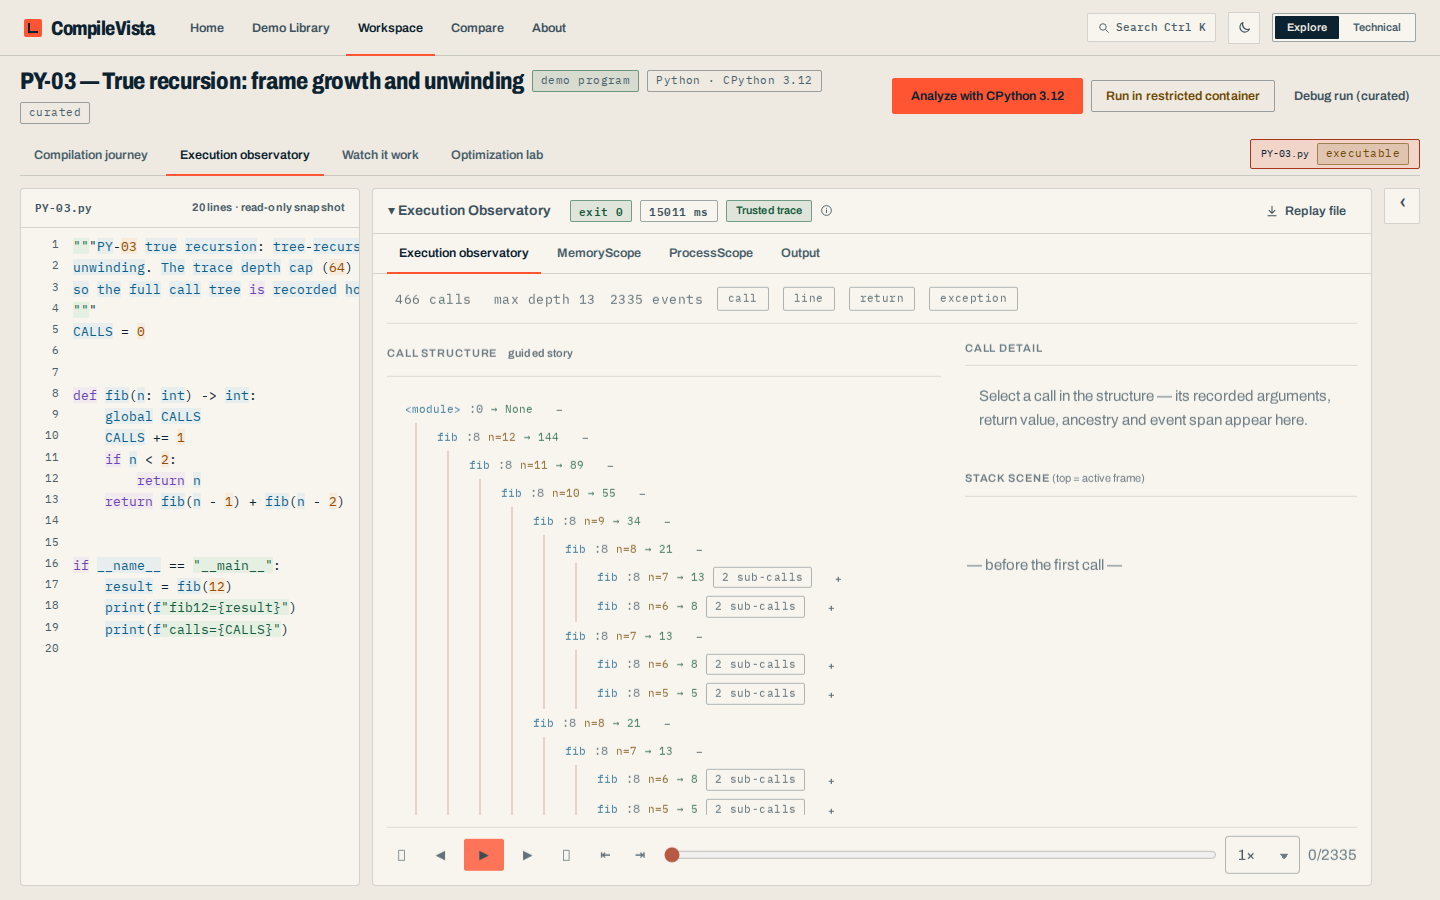 CompileVista
Home
Demo Library
Workspace
Compare
About
Search Ctrl K
Explore
Technical
PY-03 — True recursion: frame growth and unwinding
demo program
Python · CPython 3.12
curated
Analyze with CPython 3.12
Run in restricted container
Debug run (curated)
Compilation journey
Execution observatory
Watch it work
Optimization lab
PY-03.py
executable
PY-03.py
20 lines · read-only snapshot
1 """PY-03 true recursion: tree-recurs
2 unwinding. The trace depth cap (64)
3 so the full call tree is recorded ho
4 """
5 CALLS = 0
6
7
8 def fib(n: int) -> int:
9 global CALLS
10 CALLS += 1
11 if n < 2:
12 return n
13 return fib(n - 1) + fib(n - 2)
14
15
16 if __name__ == "__main__":
17 result = fib(12)
18 print(f"fib12={result}")
19 print(f"calls={CALLS}")
20
▾ Execution Observatory
exit 0
15011 ms
Trusted trace
Replay file
Execution observatory
MemoryScope
ProcessScope
Output
466 calls
max depth 13
2335 events
call
line
return
exception
CALL STRUCTURE
guided story
<module> :0 → None –
fib :8 n=12 → 144 –
fib :8 n=11 → 89 –
fib :8 n=10 → 55 –
fib :8 n=9 → 34 –
fib :8 n=8 → 21 –
fib :8 n=7 → 13 2 sub-calls +
fib :8 n=6 → 8 2 sub-calls +
fib :8 n=7 → 13 –
fib :8 n=6 → 8 2 sub-calls +
fib :8 n=5 → 5 2 sub-calls +
fib :8 n=8 → 21 –
fib :8 n=7 → 13 –
fib :8 n=6 → 8 2 sub-calls +
fib :8 n=5 → 5 2 sub-calls +
CALL DETAIL
Select a call in the structure — its recorded arguments,
return value, ancestry and event span appear here.
STACK SCENE (top = active frame)
— before the first call —
1×
0/2335